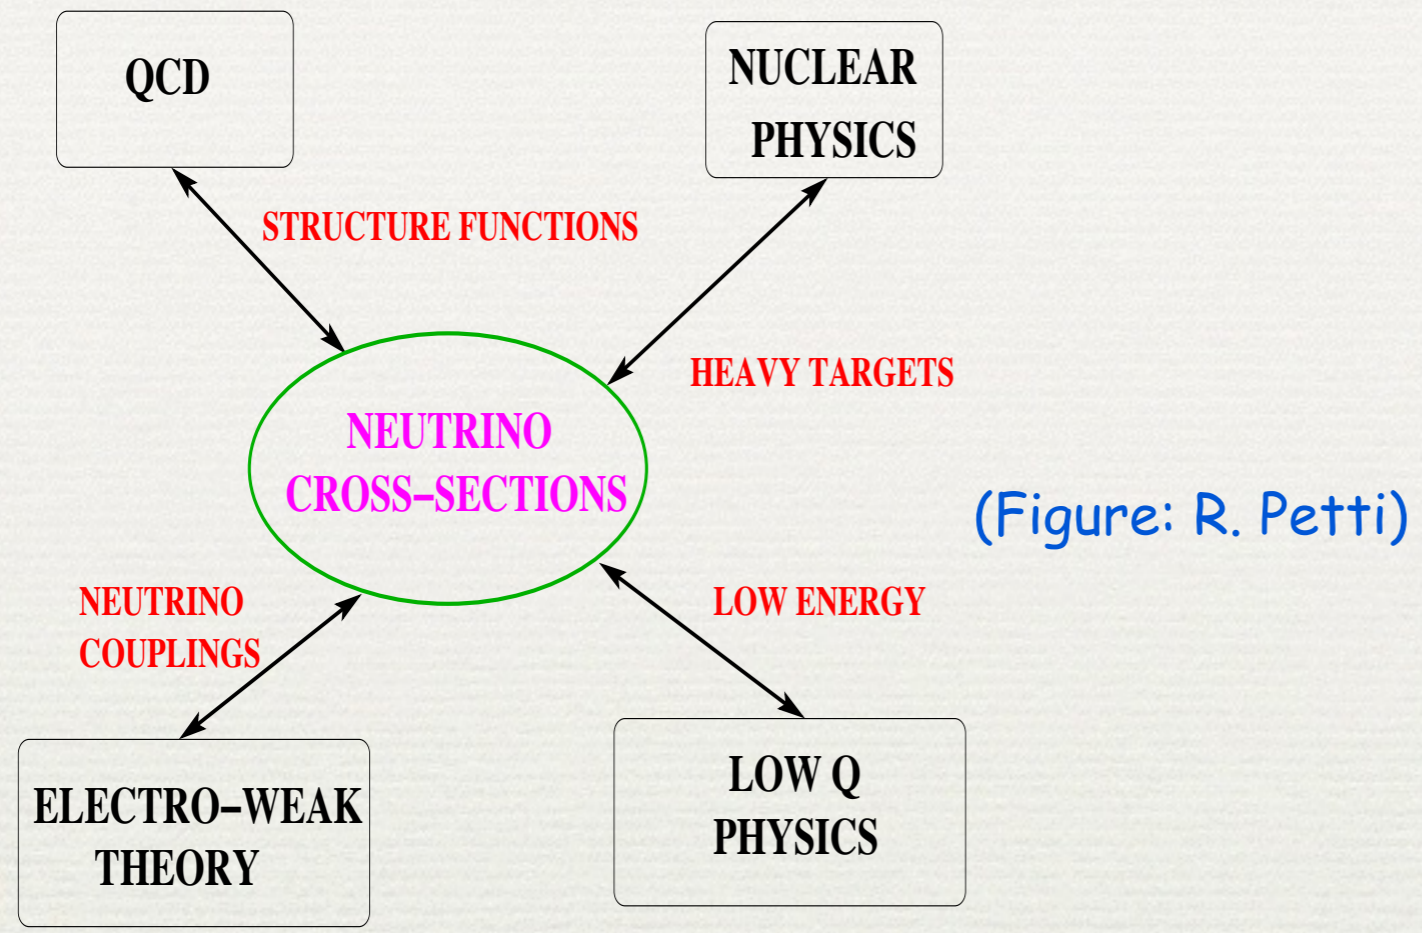 QCD
NUCLEAR
PHYSICS
STRUCTURE FUNCTIONS
HEAVY TARGETS
NEUTRINO
CROSS–SECTIONS
(Figure: R. Petti)
NEUTRINO
COUPLINGS
LOW ENERGY
ELECTRO–WEAK
THEORY
LOW Q
PHYSICS